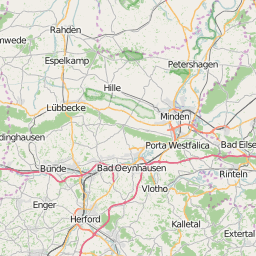 Rahden
mwede
Espelkamp
Petershagen
Hille
Lübbecke
Minden
dinghausen
Porta Westfalica
Bad Eilse
Bünde
Bad Oeynhausen
Rinteln
Vlotho
Enger
Herford
Kalletal
Extertal